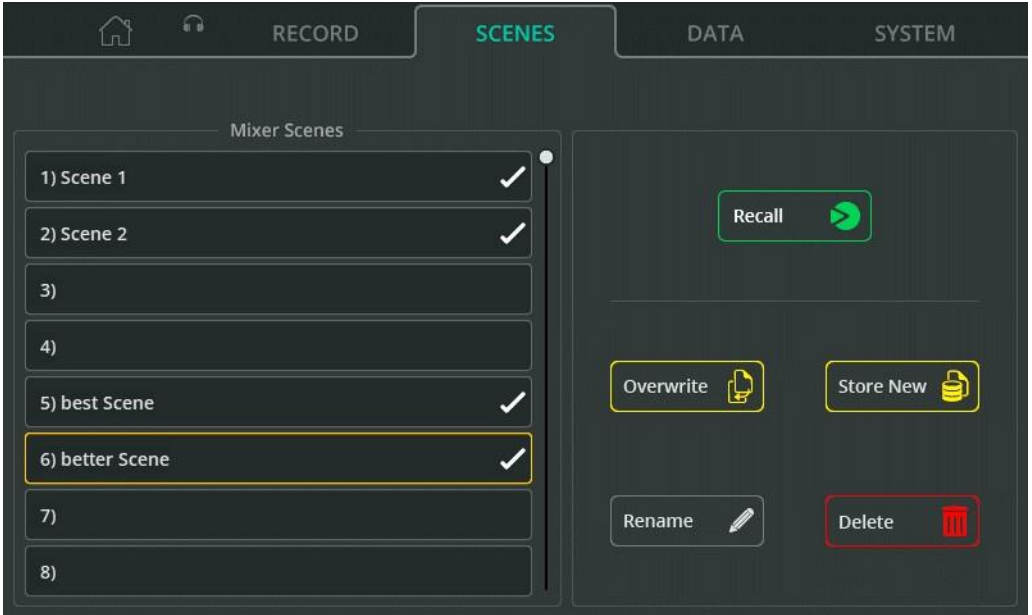 RECORD SCENES DATA SYSTEM
Mixer Scenes
1) Scene 1
2) Scene 2
3)
4)
5) best Scene
6) better Scene
7)
8)
Recall
Overwrite Store New
Rename Delete